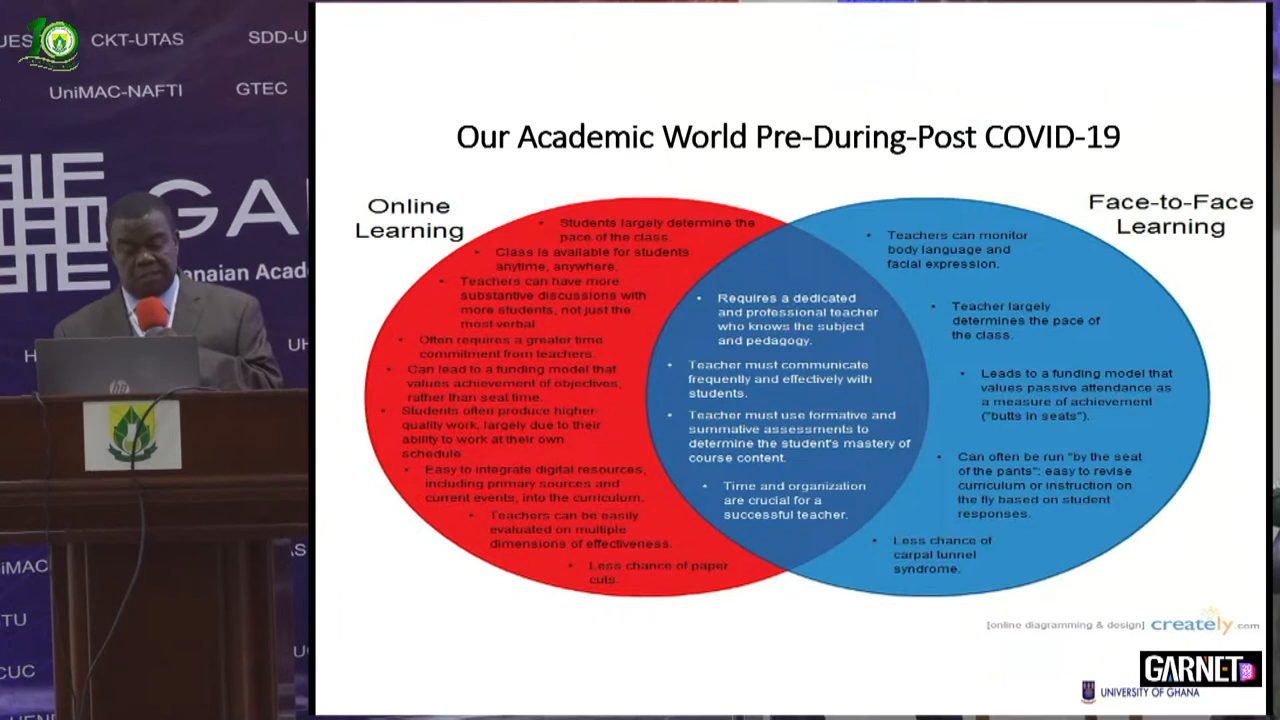 10
UES
CKT-UTAS
SDD-U
UniMAC-NAFTI
GTEC
GA
anaian Acad
UH
UniMAC
TU
CUC
hp
Our Academic World Pre-During-Post COVID-19
Online
Learning
Students largely determine the
pace of the class.
Class is available for students
anytime, anywhere.
Teachers can have more
substantive discussions with
more students, not just the
most verbal
Often requires a greater time
commitment from teachers.
Can lead to a funding model that
values achievement of objectives,
rather than seat time.
Students often produce higher-
quality work, largely due to their
ability to work at their own
schedule
Easy to integrate digital resources,
including primary sources and
current events, into the curriculum.
Teachers can be easily
evaluated on multiple
dimensions of effectiveness.
Less chance of paper
cuts.
Requires a dedicated
and professional teacher
who knows the subject
and pedagogy.
Teacher must communicate
frequently and effectively with
students.
Teacher must use formative and
summative assessments to
determine the student's mastery of
course content.
Time and organization
are crucial for a
successful teacher.
Face-to-Face
Learning
Teachers can monitor
body language and
facial expression.
Teacher largely
determines the pace of
the class.
Leads to a funding model that
values passive attendance as
a measure of achievement
("butts in seats").
Can often be run "by the seat
of the pants": easy to revise
curriculum or instruction on
the fly based on student
responses.
Less chance of
carpal tunnel
syndrome.
[online diagramming & design] creately.com
GARNET
UNIVERSITY OF GHANA